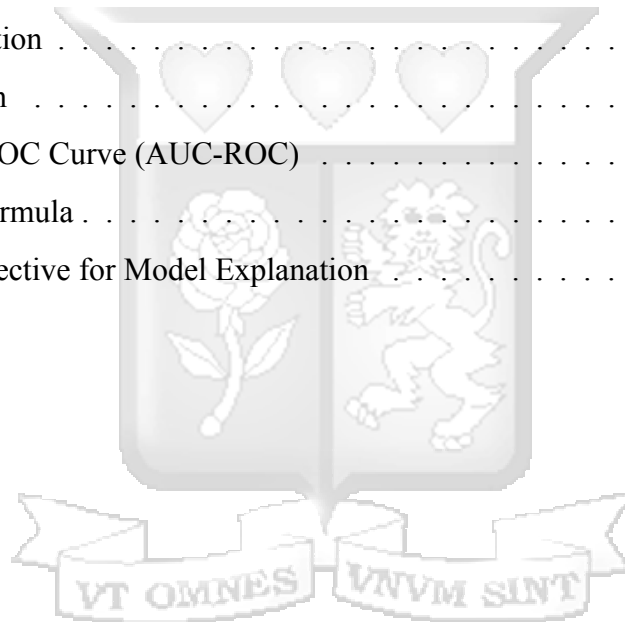 tion . . . . . . . . . . . . . . . . . . . . . . . . . . . . . .
n . . . . . . . . . . . . . . . . . . . . . . . . . . . . . .
OC Curve (AUC-ROC) . . . . . . . . . . . . .
rmula . . . . . . . . . . . . . . . . . . . . . . . . . . . .
ective for Model Explanation . . . . . . . . . .
VT OMNES VNVM SINT